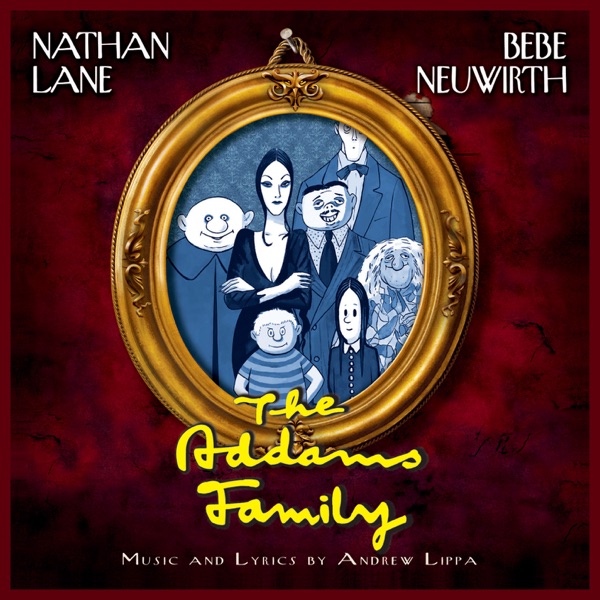 NATHAN
LANE
BEBE
NEUWIRTH
The
Addams
Family
MUSIC AND LYRICS BY ANDREW LIPPA